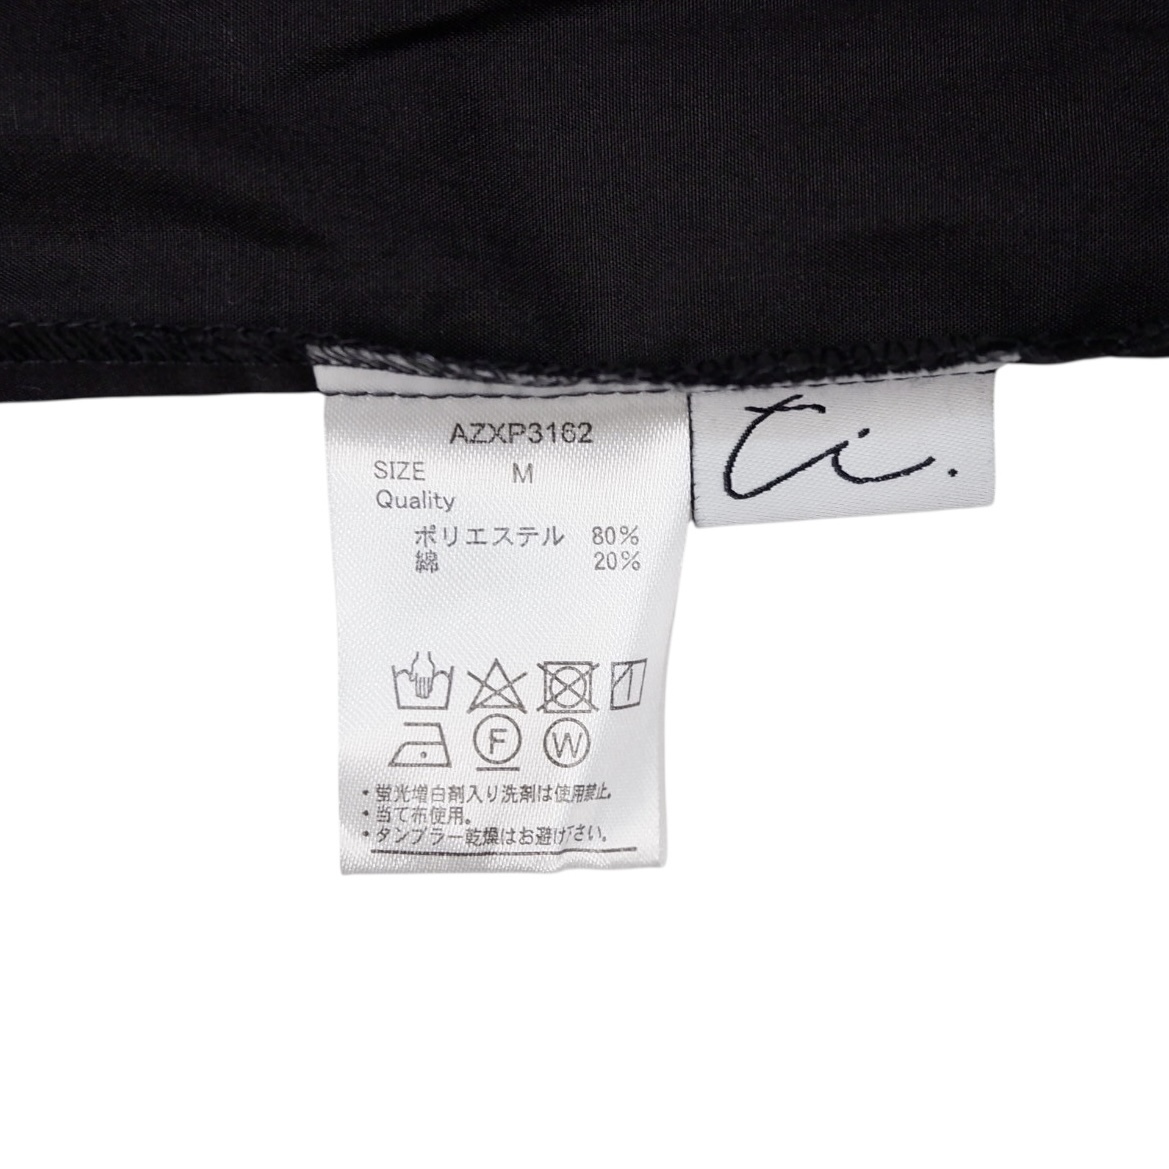 AZXP3162
SIZE M
Quality
ポリエステル 80%
綿 20%
F W
・蛍光増白剤入り洗剤は使用禁止。
・当て布使用。
・タンブラー乾燥はお避け下さい。
ti.